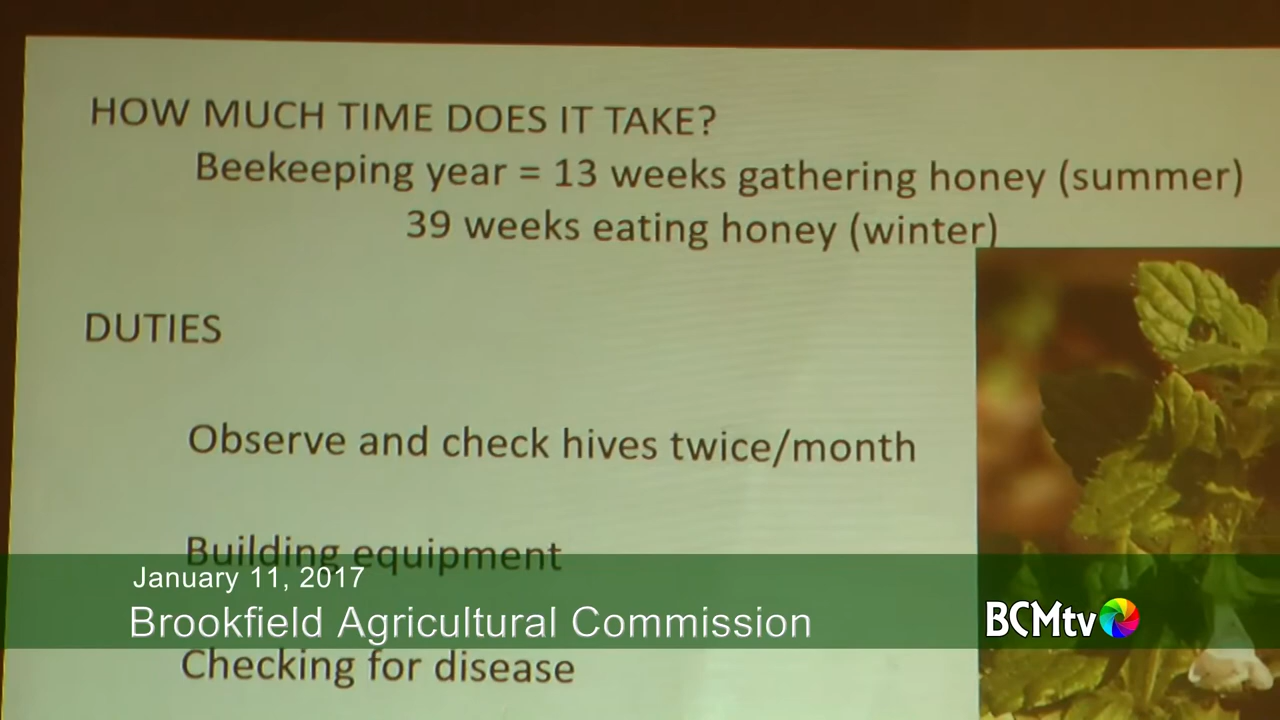 HOW MUCH TIME DOES IT TAKE?
Beekeeping year = 13 weeks gathering honey (summer)
39 weeks eating honey (winter)
DUTIES
Observe and check hives twice/month
Building equipment
January 11, 2017
Brookfield Agricultural Commission
BCMtv
Checking for disease